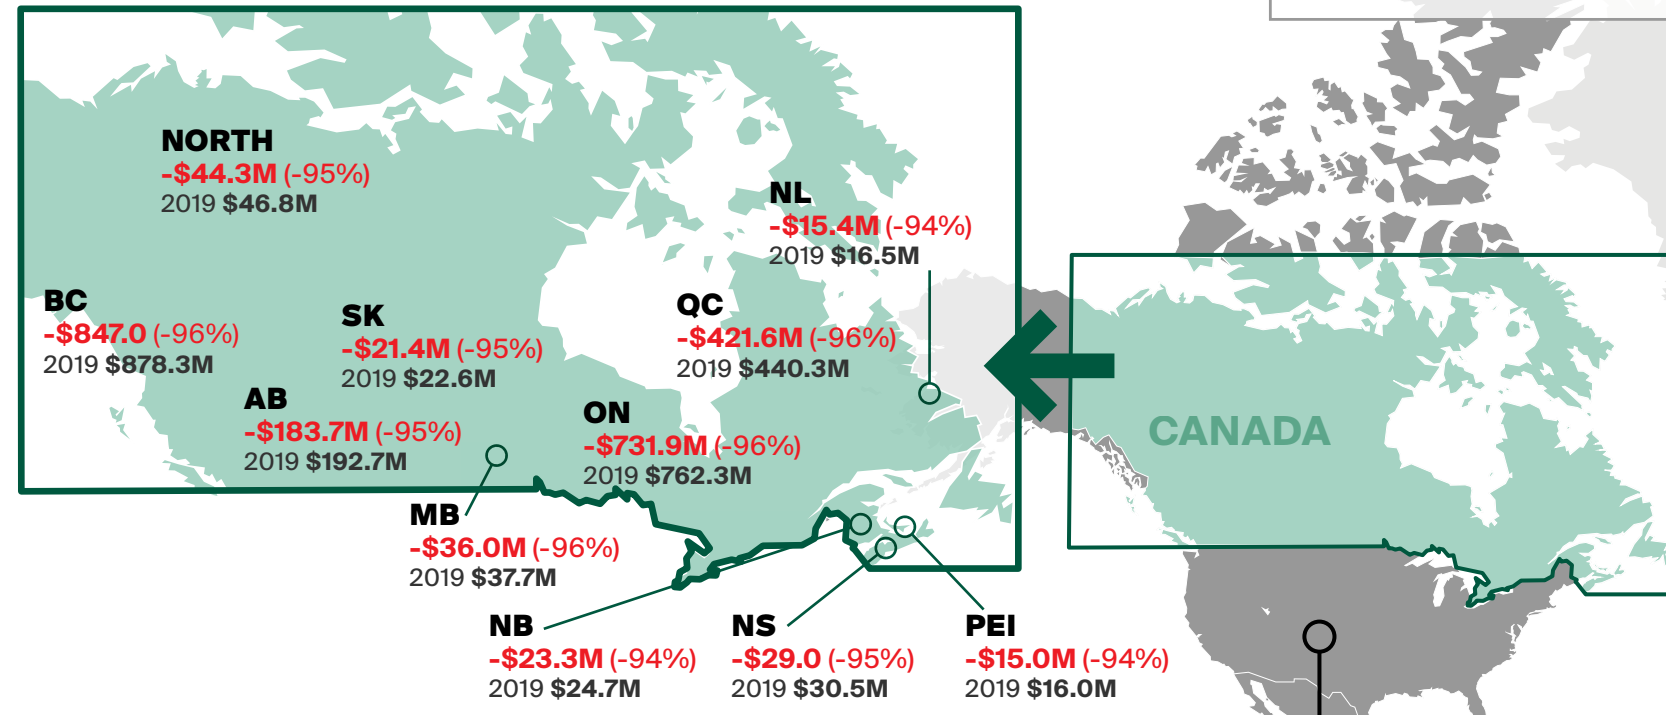 NORTH
-$44.3M (-95%)
2019 $46.8M
NL
-$15.4M (-94%)
2019 $16.5M
BC
-$847.0 (-96%)
2019 $878.3M
SK
-$21.4M (-95%)
2019 $22.6M
QC
-$421.6M (-96%)
2019 $440.3M
AB
-$183.7M (-95%)
2019 $192.7M
ON
-$731.9M (-96%)
2019 $762.3M
CANADA
MB
-$36.0M (-96%)
2019 $37.7M
NB
-$23.3M (-94%)
2019 $24.7M
NS
-$29.0 (-95%)
2019 $30.5M
PEI
-$15.0M (-94%)
2019 $16.0M